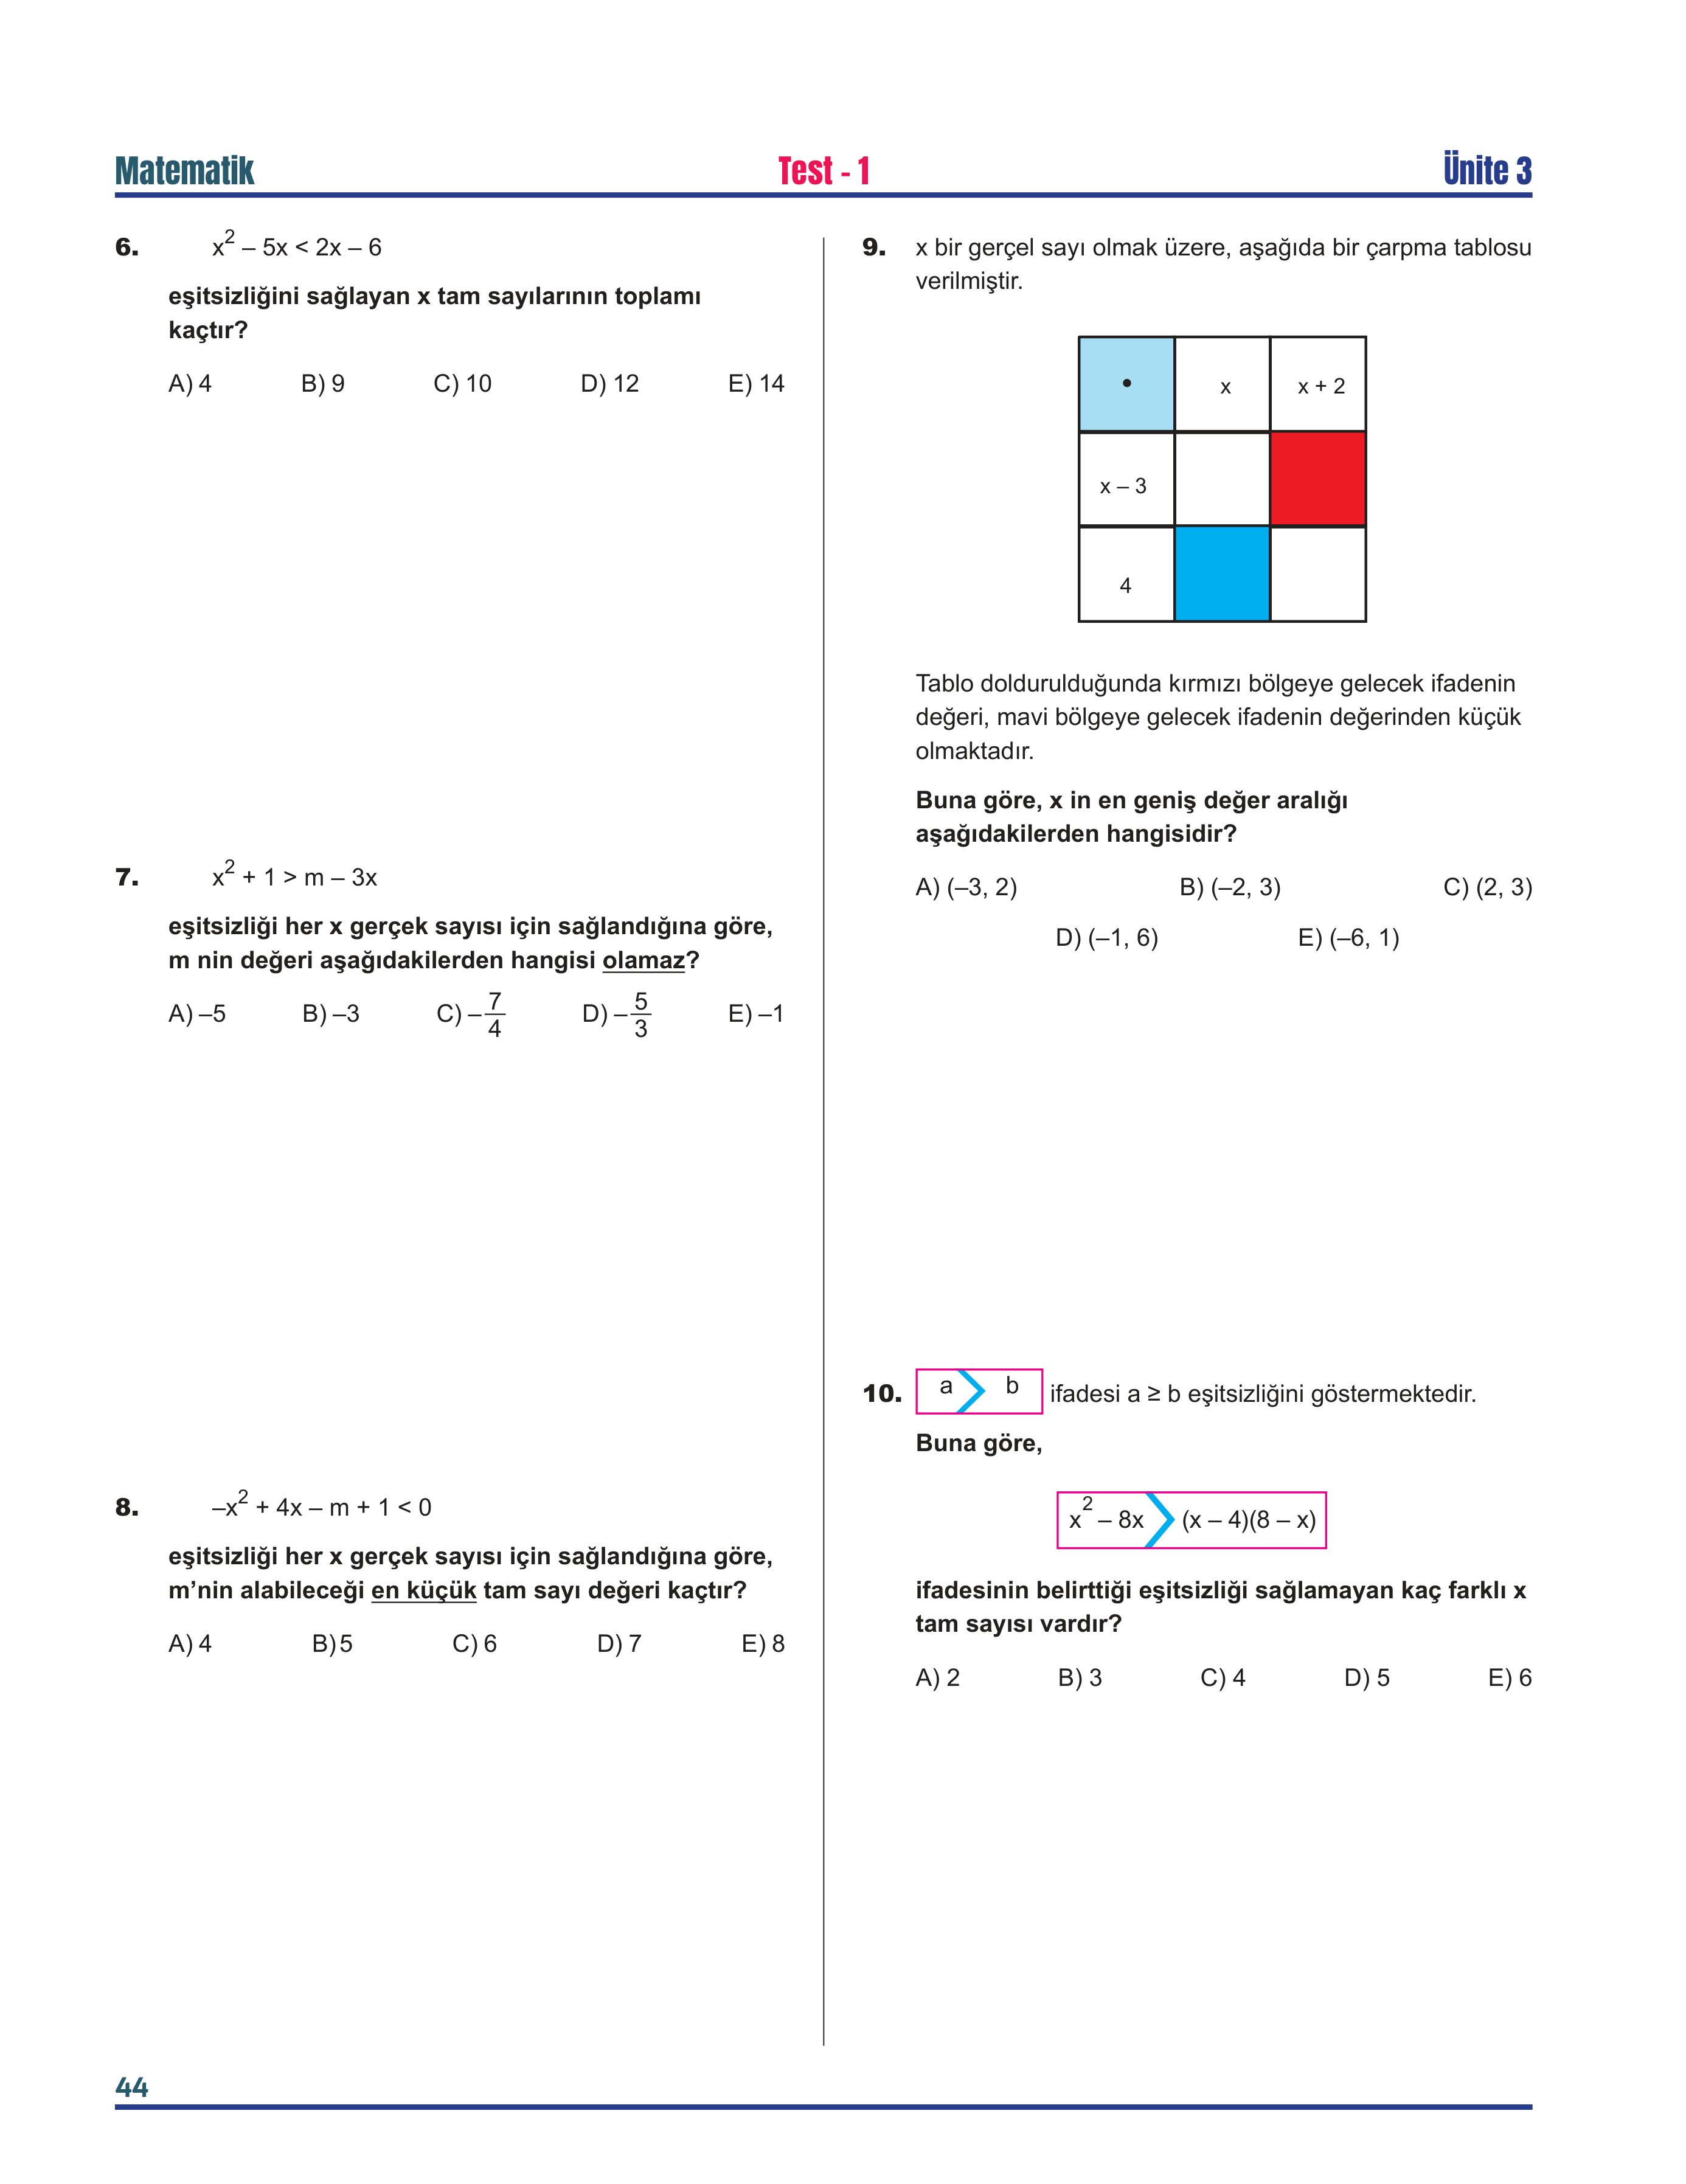 Matematik
Test - 1
Ünite 3
6. x² – 5x < 2x – 6
eşitsizliğini sağlayan x tam sayılarının toplamı
kaçtır?
A) 4 B) 9 C) 10 D) 12 E) 14
7. x² + 1 > m – 3x
eşitsizliği her x gerçek sayısı için sağlandığına göre,
m nin değeri aşağıdakilerden hangisi olamaz?
A) –5 B) –3 C) –7/4 D) –5/3 E) –1
8. –x² + 4x – m + 1 < 0
eşitsizliği her x gerçek sayısı için sağlandığına göre,
m’nin alabileceği en küçük tam sayı değeri kaçtır?
A) 4 B) 5 C) 6 D) 7 E) 8
9. x bir gerçel sayı olmak üzere, aşağıda bir çarpma tablosu
verilmiştir.
• x x + 2
x – 3
4
Tablo doldurulduğunda kırmızı bölgeye gelecek ifadenin
değeri, mavi bölgeye gelecek ifadenin değerinden küçük
olmaktadır.
Buna göre, x in en geniş değer aralığı
aşağıdakilerden hangisidir?
A) (–3, 2) B) (–2, 3) C) (2, 3)
D) (–1, 6) E) (–6, 1)
10. a b ifadesi a ≥ b eşitsizliğini göstermektedir.
Buna göre,
x² – 8x (x – 4)(8 – x)
ifadesinin belirttiği eşitsizliği sağlamayan kaç farklı x
tam sayısı vardır?
A) 2 B) 3 C) 4 D) 5 E) 6
44